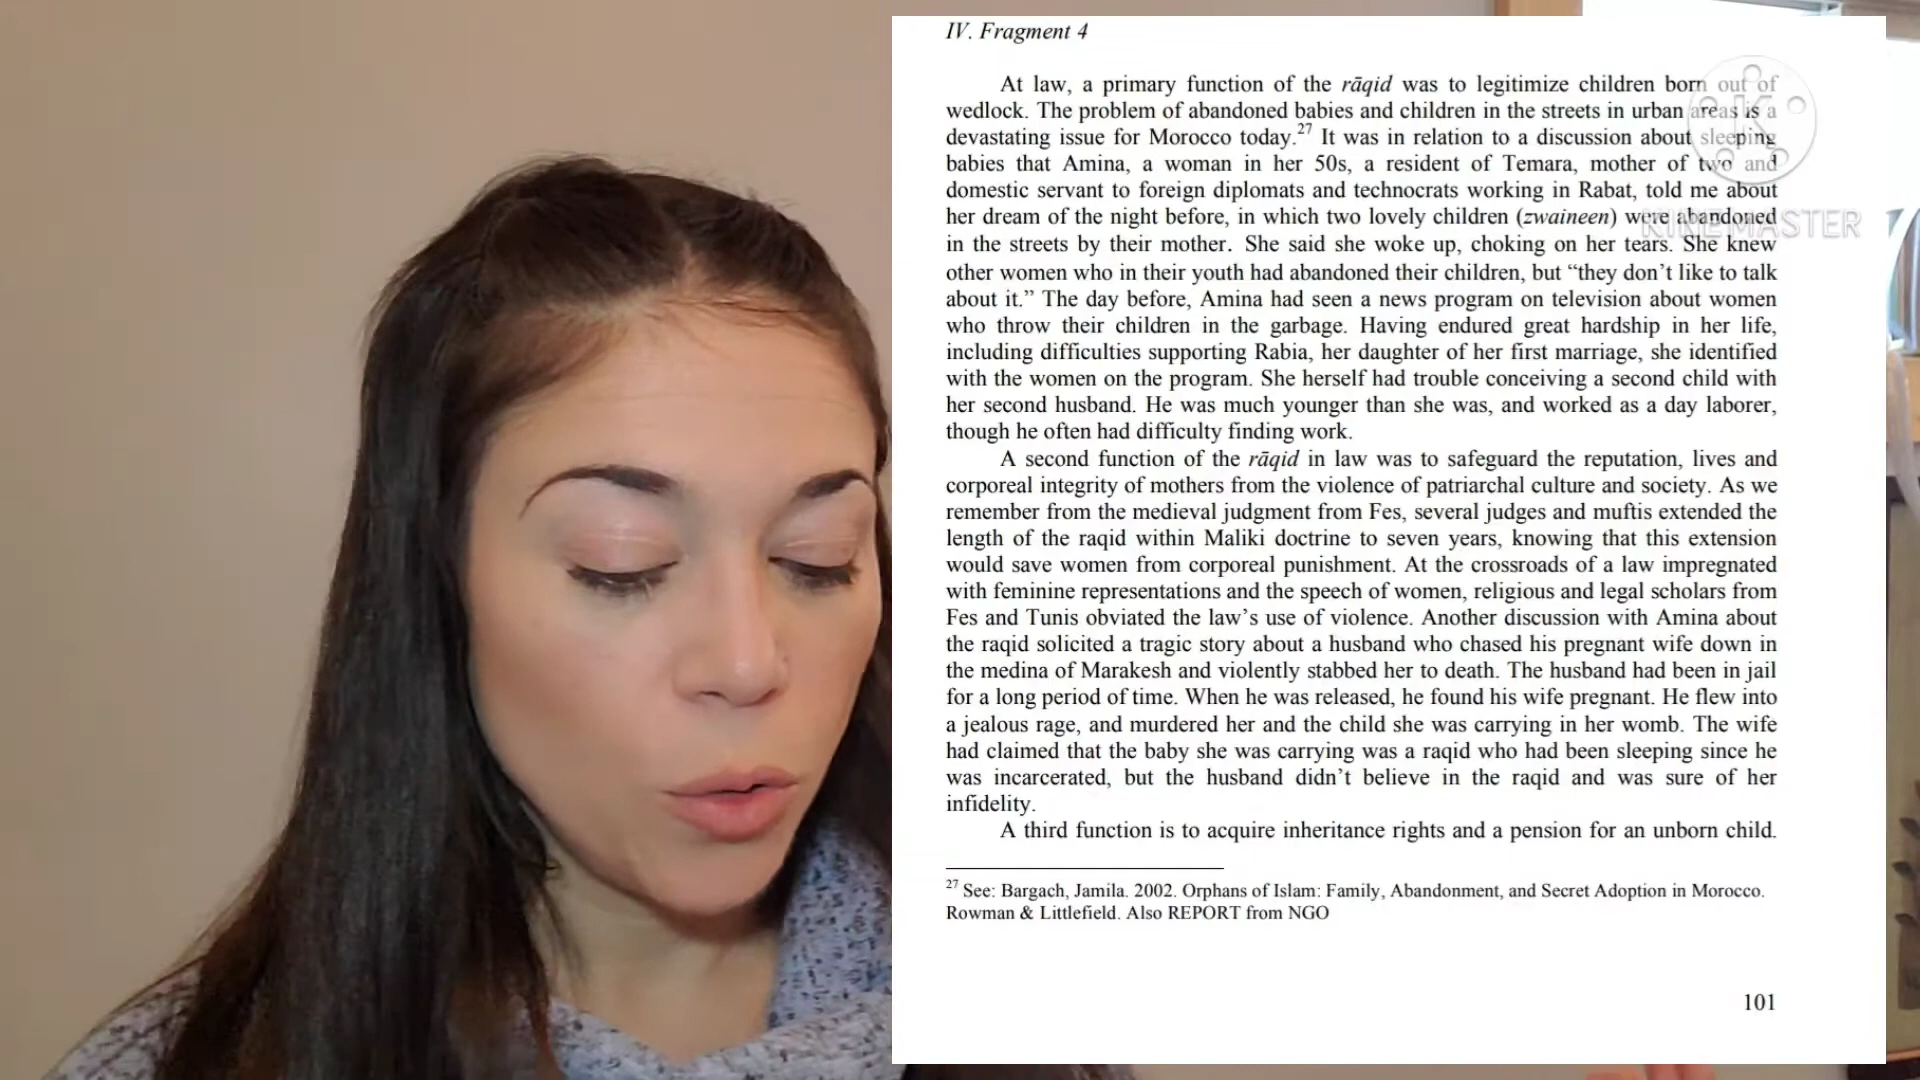 IV. Fragment 4
At law, a primary function of the rāqid was to legitimize children born out of
wedlock. The problem of abandoned babies and children in the streets in urban areas is a
devastating issue for Morocco today.27 It was in relation to a discussion about sleeping
babies that Amina, a woman in her 50s, a resident of Temara, mother of two and
domestic servant to foreign diplomats and technocrats working in Rabat, told me about
her dream of the night before, in which two lovely children (zwaineen) were abandoned
in the streets by their mother. She said she woke up, choking on her tears. She knew
other women who in their youth had abandoned their children, but “they don’t like to talk
about it.” The day before, Amina had seen a news program on television about women
who throw their children in the garbage. Having endured great hardship in her life,
including difficulties supporting Rabia, her daughter of her first marriage, she identified
with the women on the program. She herself had trouble conceiving a second child with
her second husband. He was much younger than she was, and worked as a day laborer,
though he often had difficulty finding work.
A second function of the rāqid in law was to safeguard the reputation, lives and
corporeal integrity of mothers from the violence of patriarchal culture and society. As we
remember from the medieval judgment from Fes, several judges and muftis extended the
length of the raqid within Maliki doctrine to seven years, knowing that this extension
would save women from corporeal punishment. At the crossroads of a law impregnated
with feminine representations and the speech of women, religious and legal scholars from
Fes and Tunis obviated the law’s use of violence. Another discussion with Amina about
the raqid solicited a tragic story about a husband who chased his pregnant wife down in
the medina of Marakesh and violently stabbed her to death. The husband had been in jail
for a long period of time. When he was released, he found his wife pregnant. He flew into
a jealous rage, and murdered her and the child she was carrying in her womb. The wife
had claimed that the baby she was carrying was a raqid who had been sleeping since he
was incarcerated, but the husband didn’t believe in the raqid and was sure of her
infidelity.
A third function is to acquire inheritance rights and a pension for an unborn child.
27 See: Bargach, Jamila. 2002. Orphans of Islam: Family, Abandonment, and Secret Adoption in Morocco.
Rowman & Littlefield. Also REPORT from NGO
101
KINEMASTER